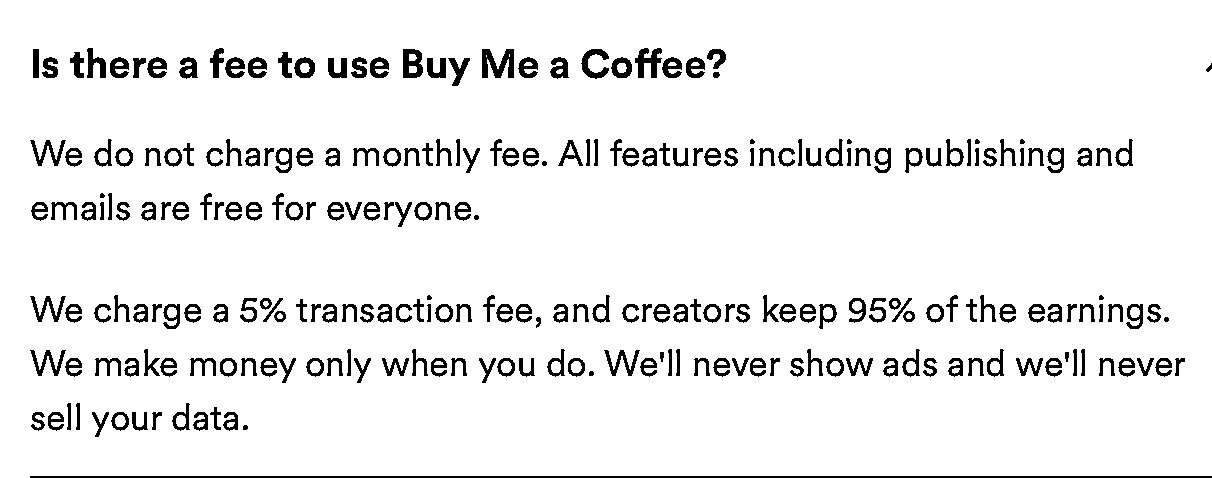 Is there a fee to use Buy Me a Coffee?
We do not charge a monthly fee. All features including publishing and
emails are free for everyone.
We charge a 5% transaction fee, and creators keep 95% of the earnings.
We make money only when you do. We'll never show ads and we'll never
sell your data.